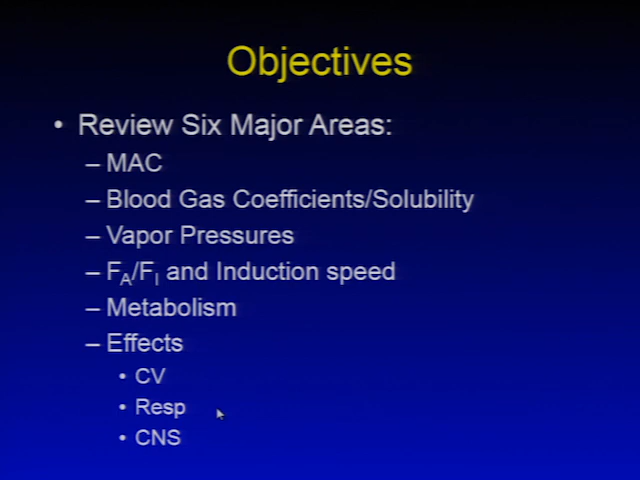 Objectives
• Review Six Major Areas:
– MAC
– Blood Gas Coefficients/Solubility
– Vapor Pressures
– FA/FI and Induction speed
– Metabolism
– Effects
• CV
• Resp
• CNS